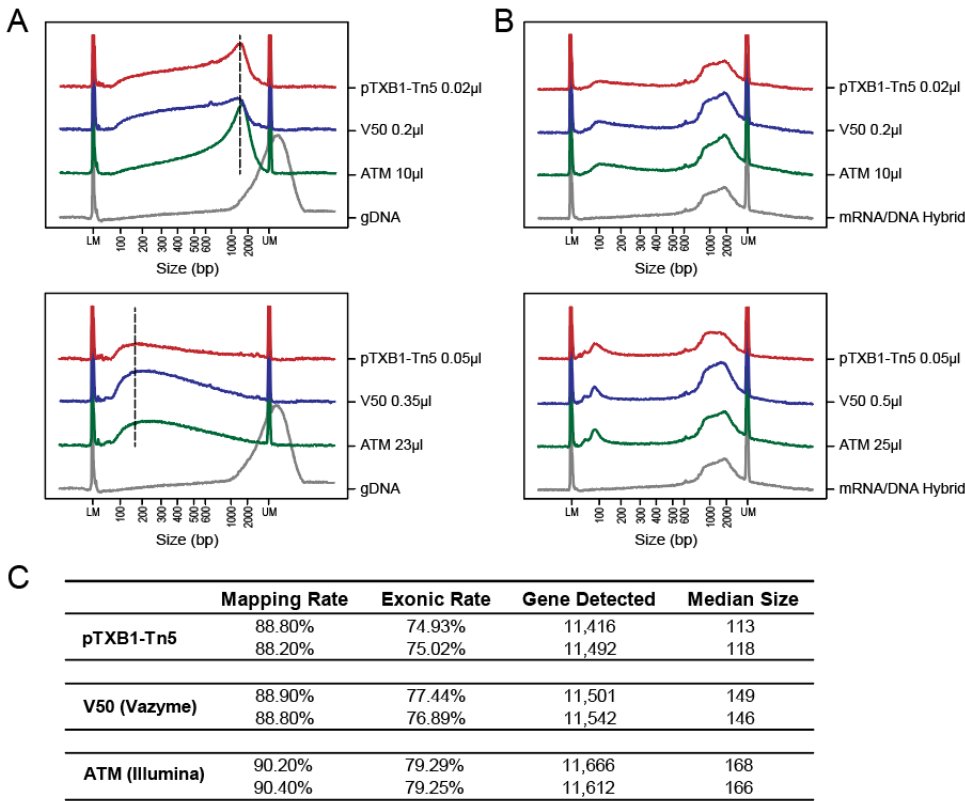 A
pTXB1-Tn5 0.02µl
V50 0.2µl
ATM 10µl
gDNA
LM 100 200 300 400 500 600 1000 2000 UM
Size (bp)
pTXB1-Tn5 0.05µl
V50 0.35µl
ATM 23µl
gDNA
LM 100 200 300 400 500 600 1000 2000 UM
Size (bp)
B
pTXB1-Tn5 0.02µl
V50 0.2µl
ATM 10µl
mRNA/DNA Hybrid
LM 100 200 300 400 500 600 1000 2000 UM
Size (bp)
pTXB1-Tn5 0.05µl
V50 0.5µl
ATM 25µl
mRNA/DNA Hybrid
LM 100 200 300 400 500 600 1000 2000 UM
Size (bp)
C
Mapping Rate Exonic Rate Gene Detected Median Size
pTXB1-Tn5
88.80% 74.93% 11,416 113
88.20% 75.02% 11,492 118
V50 (Vazyme)
88.90% 77.44% 11,501 149
88.80% 76.89% 11,542 146
ATM (Illumina)
90.20% 79.29% 11,666 168
90.40% 79.25% 11,612 166